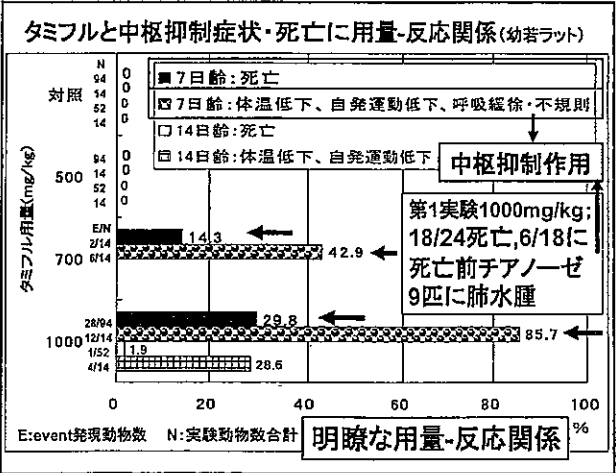 タミフルと中枢抑制症状・死亡に用量-反応関係(幼若ラット)
N
対照
94 0
14 0
52 0
14 0
■7日齢:死亡
7日齢:体温低下、自発運動低下、呼吸緩徐・不規則
□14日齢:死亡
14日齢:体温低下、自発運動低下
中枢抑制作用
500
94 0
14 0
52 0
14 0
第1実験1000mg/kg;
18/24死亡,6/18に
死亡前チアノーゼ
9匹に肺水腫
タミフル用量(mg/kg)
E/N
700
2/14 14.3
6/14 42.9
1000
28/94 29.8
12/14 85.7
1/52 1.9
4/14 28.6
0 20 40 60 80 100
%
E:event発現動物数 N:実験動物数合計
明瞭な用量-反応関係